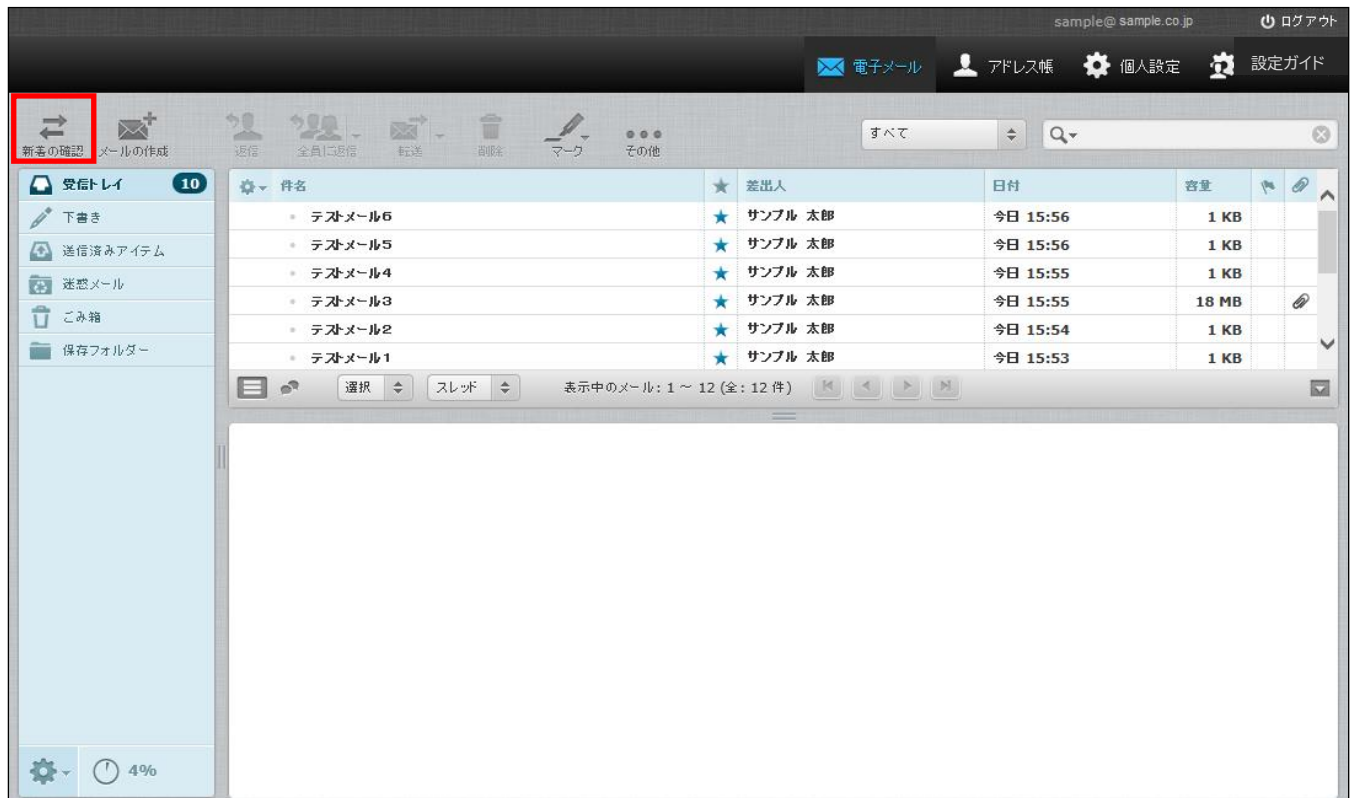 sample@ sample.co.jp ログアウト
電子メール アドレス帳 個人設定 設定ガイド
新着の確認 メールの作成 返信 全員に返信 転送 削除 マーク その他 すべて
受信トレイ 10
下書き
送信済みアイテム
迷惑メール
ごみ箱
保存フォルダー
件名 差出人 日付 容量
テストメール6 サンプル 太郎 今日 15:56 1 KB
テストメール5 サンプル 太郎 今日 15:56 1 KB
テストメール4 サンプル 太郎 今日 15:55 1 KB
テストメール3 サンプル 太郎 今日 15:55 18 MB
テストメール2 サンプル 太郎 今日 15:54 1 KB
テストメール1 サンプル 太郎 今日 15:53 1 KB
選択 スレッド 表示中のメール: 1 ～ 12 (全: 12 件)
4%